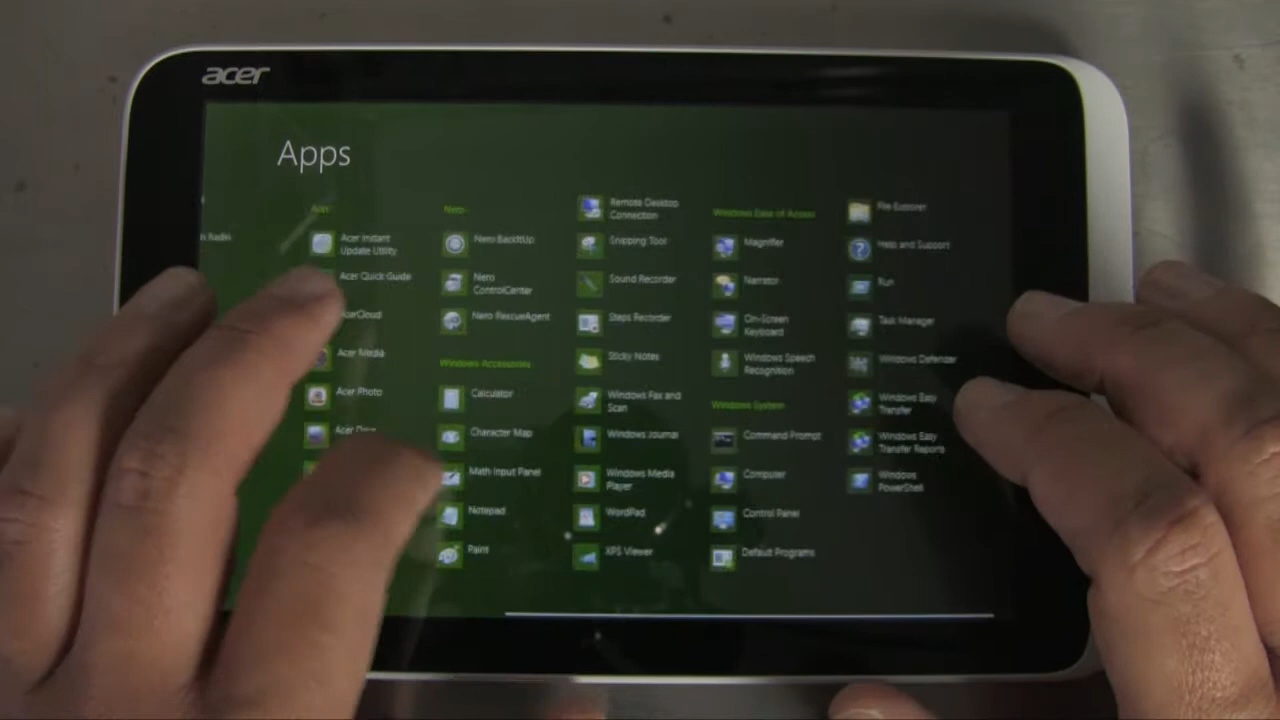 acer
Apps
Acer
Acer Instant
Update Utility
Acer Quick Guide
Acer Media
Acer Photo
Nero
Nero BackItUp
Nero
ControlCenter
Nero RescueAgent
Windows Accessories
Calculator
Character Map
Math Input Panel
Notepad
Paint
Remote Desktop
Connection
Snipping Tool
Sound Recorder
Steps Recorder
Sticky Notes
Windows Fax and
Scan
Windows Journal
Windows Media
Player
WordPad
XPS Viewer
Windows Ease of Access
Magnifier
Narrator
On-Screen
Keyboard
Windows Speech
Recognition
Windows System
Command Prompt
Computer
Control Panel
Default Programs
File Explorer
Help and Support
Run
Task Manager
Windows Defender
Windows Easy
Transfer
Windows Easy
Transfer Reports
Windows
PowerShell